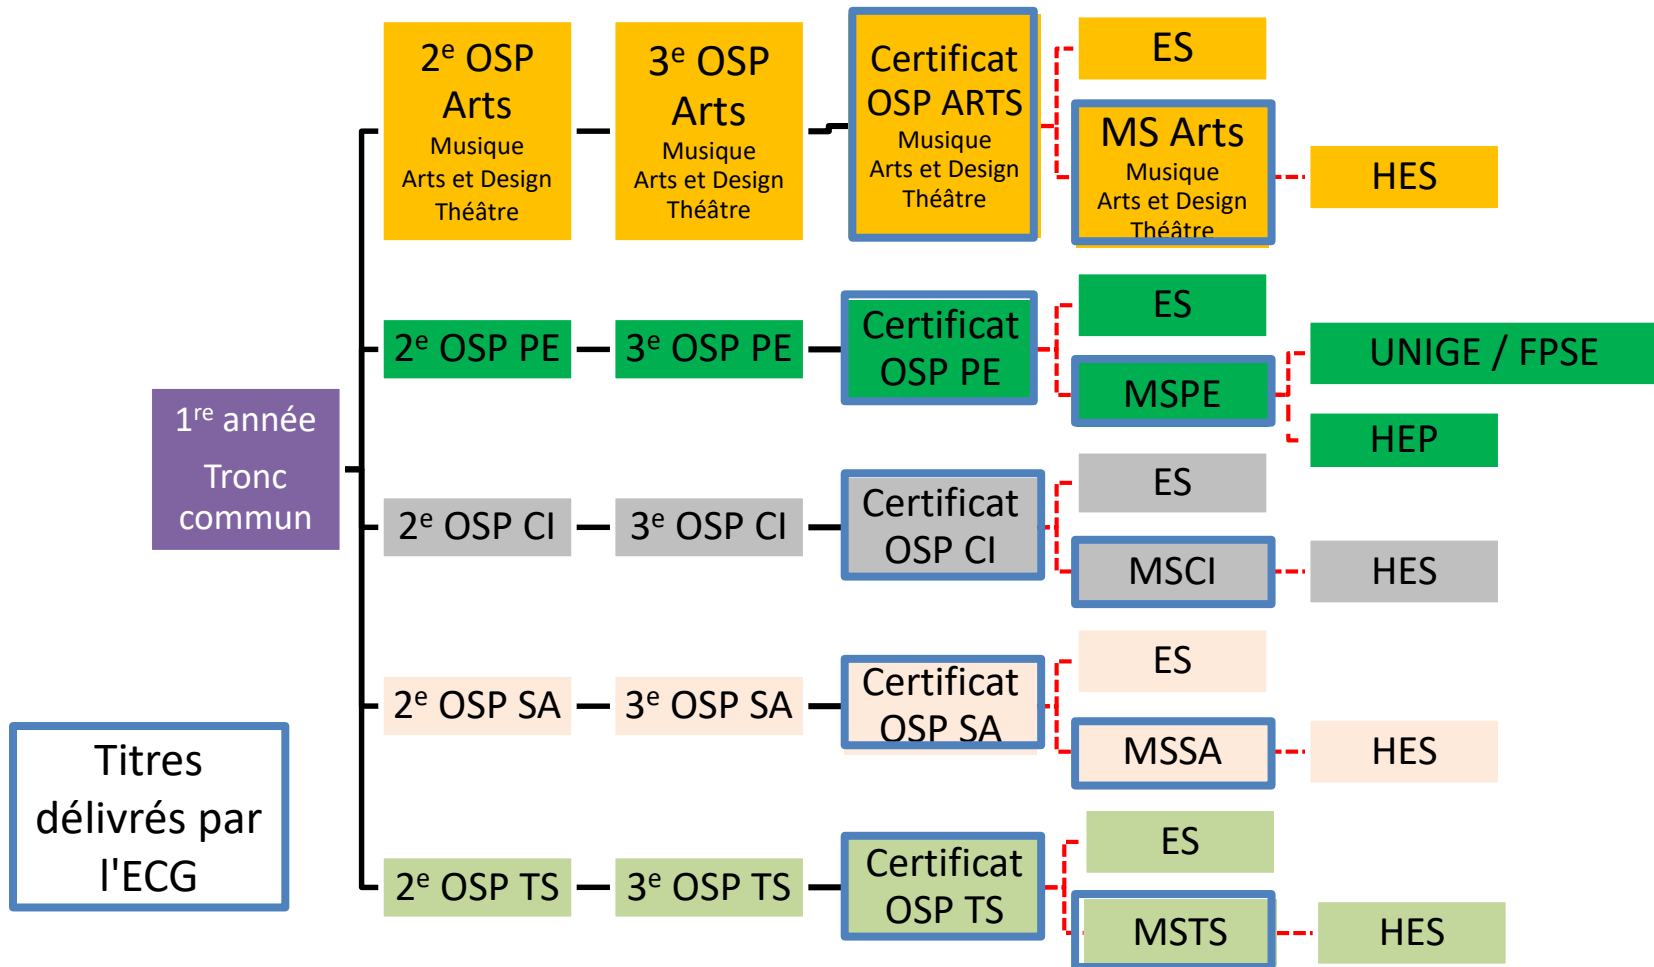 1re année
Tronc
commun
2e OSP
Arts
Musique
Arts et Design
Théâtre
3e OSP
Arts
Musique
Arts et Design
Théâtre
Certificat
OSP ARTS
Musique
Arts et Design
Théâtre
ES
MS Arts
Musique
Arts et Design
Théâtre
HES
2e OSP PE
3e OSP PE
Certificat
OSP PE
ES
MSPE
UNIGE / FPSE
HEP
2e OSP CI
3e OSP CI
Certificat
OSP CI
ES
MSCI
HES
2e OSP SA
3e OSP SA
Certificat
OSP SA
ES
MSSA
HES
2e OSP TS
3e OSP TS
Certificat
OSP TS
ES
MSTS
HES
Titres
délivrés par
l'ECG